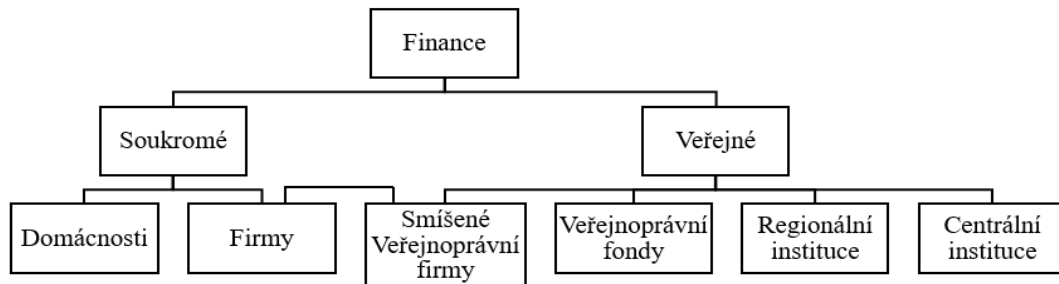 Finance
Soukromé
Veřejné
Domácnosti
Firmy
Smíšené
Veřejnoprávní
firmy
Veřejnoprávní
fondy
Regionální
instituce
Centrální
instituce